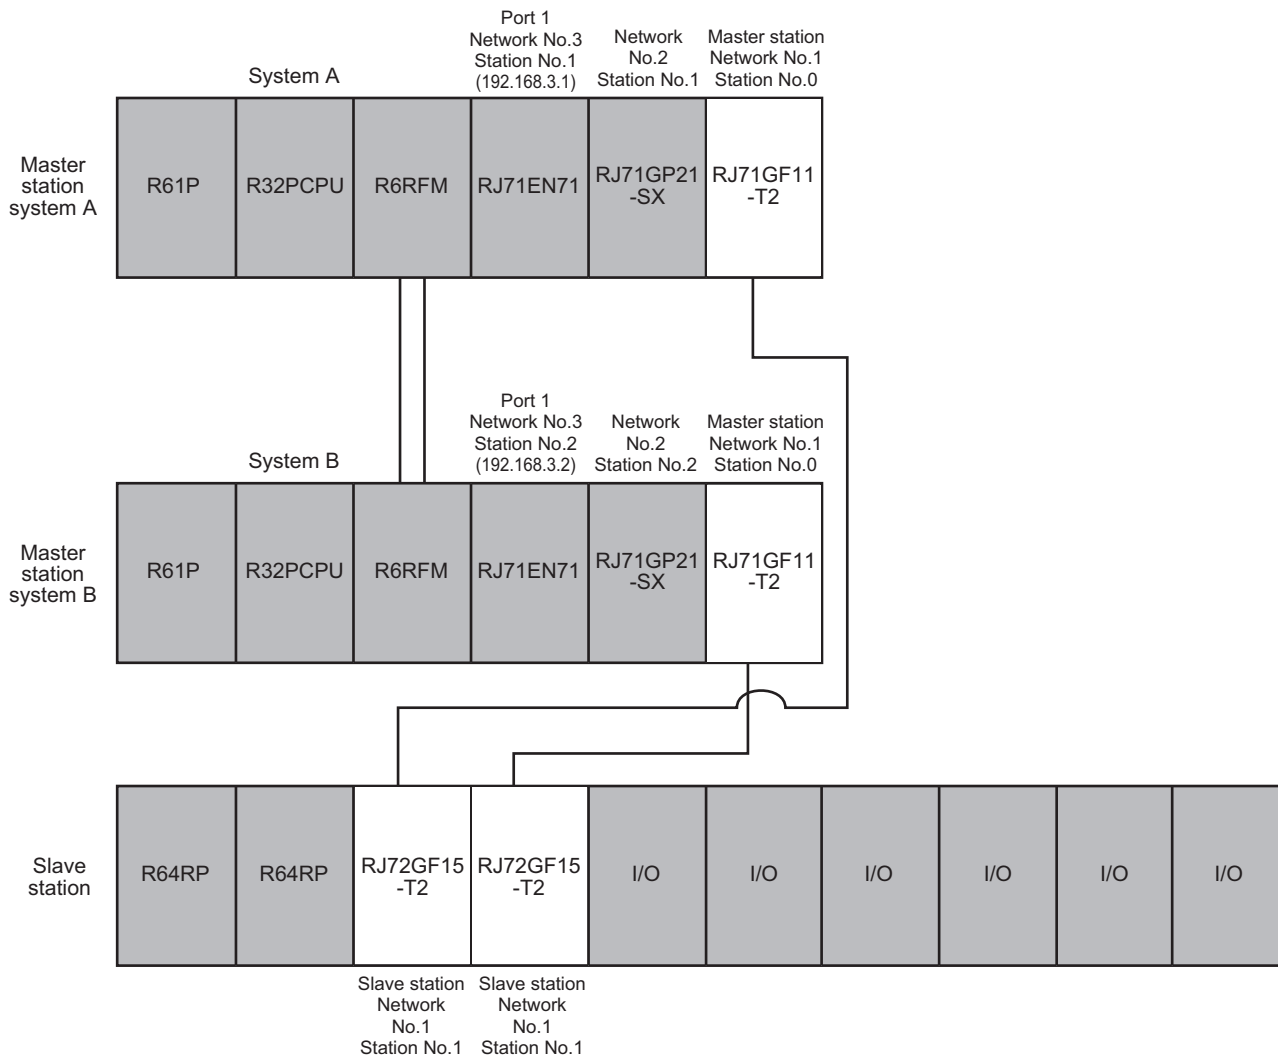 Port 1
Network No.3
Station No.1
(192.168.3.1)
Network
No.2
Station No.1
Master station
Network No.1
Station No.0
System A
Master
station
system A
R61P
R32PCPU
R6RFM
RJ71EN71
RJ71GP21
-SX
RJ71GF11
-T2
Port 1
Network No.3
Station No.2
(192.168.3.2)
Network
No.2
Station No.2
Master station
Network No.1
Station No.0
System B
Master
station
system B
R61P
R32PCPU
R6RFM
RJ71EN71
RJ71GP21
-SX
RJ71GF11
-T2
Slave
station
R64RP
R64RP
RJ72GF15
-T2
RJ72GF15
-T2
I/O
I/O
I/O
I/O
I/O
I/O
Slave station
Network
No.1
Station No.1
Slave station
Network
No.1
Station No.1